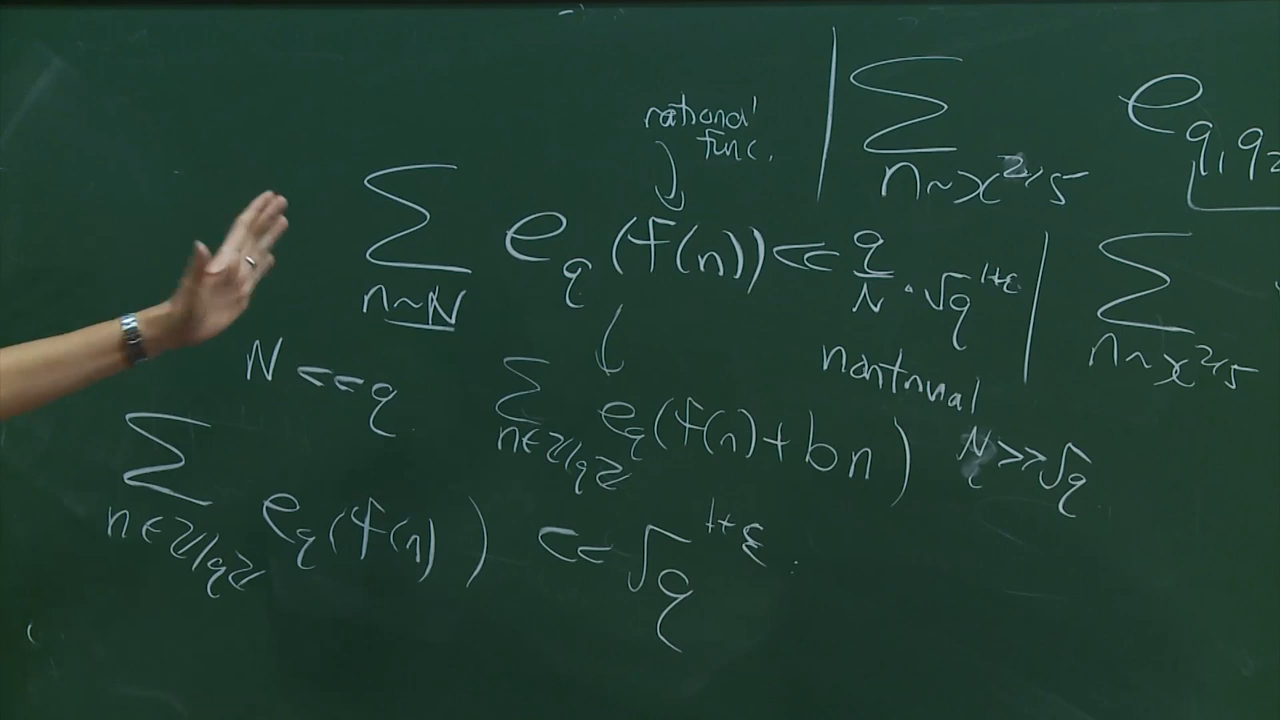 rational
func.
∑_{n∼N} e_q(f(n)) ≪ q/N · √q^{1+ε}
| ∑_{n∼x^{2/5}} e_{q_1 q_2}
| ∑_{n∼x^{2/5}}
N ≪ q
∑_{n∈ℤ/qℤ} e_q(f(n)+bn)
nontrivial
N ≫ √q
∑_{n∈ℤ/qℤ} e_q(f(n)) ≪ √q^{1+ε}.